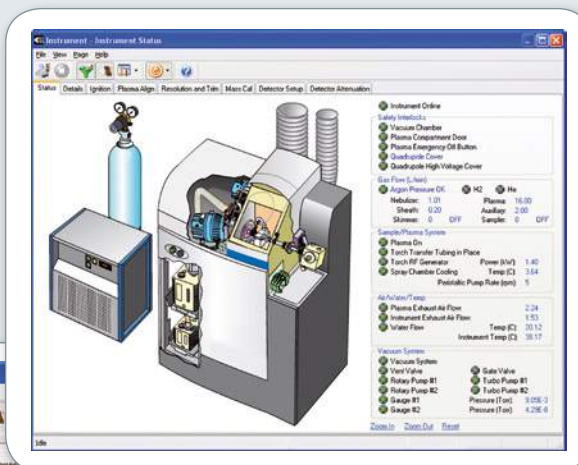 Instrument - Instrument Status
File View Page Help
Status Details Ignition Plasma Align Resolution and Trim Mass Cal Detector Setup Detector Attenuation
Instrument Online
Safety Interlocks
Vacuum Chamber
Plasma Compartment Door
Plasma Emergency Off Button
Quadrupole Cover
Quadrupole High Voltage Cover
Gas Flow (L/min)
Argon Pressure OK H2 He
Nebulizer: 1.01 Plasma: 16.00
Sheath: 0.20 Auxiliary: 2.00
Skimmer: 0 OFF Sampler: 0 OFF
Sample/Plasma System
Plasma On
Torch Transfer Tubing in Place
Torch RF Generator Power (kW): 1.40
Spray Chamber Cooling Temp (C): 3.64
Peristaltic Pump Rate (rpm) 5
Air/Water/Temp
Plasma Exhaust Air Flow: 2.24
Instrument Exhaust Air Flow: 1.53
Water Flow Temp (C): 20.12
Instrument Temp (C): 38.17
Vacuum System
Vacuum System
Vent Valve Gate Valve
Rotary Pump #1 Turbo Pump #1
Rotary Pump #2 Turbo Pump #2
Gauge #1 Pressure (Torr): 9.05E-3
Gauge #2 Pressure (Torr): 4.29E-6
Zoom In Zoom Out Reset
Idle